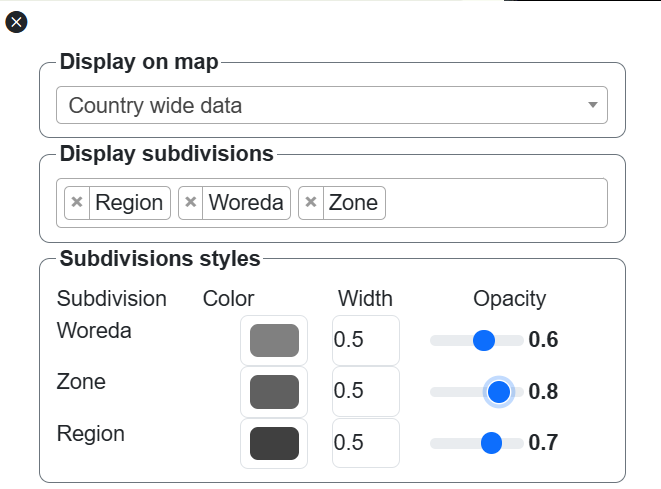 Display on map
Country wide data
Display subdivisions
× Region × Woreda × Zone
Subdivisions styles
Subdivision Color Width Opacity
Woreda 0.5 0.6
Zone 0.5 0.8
Region 0.5 0.7